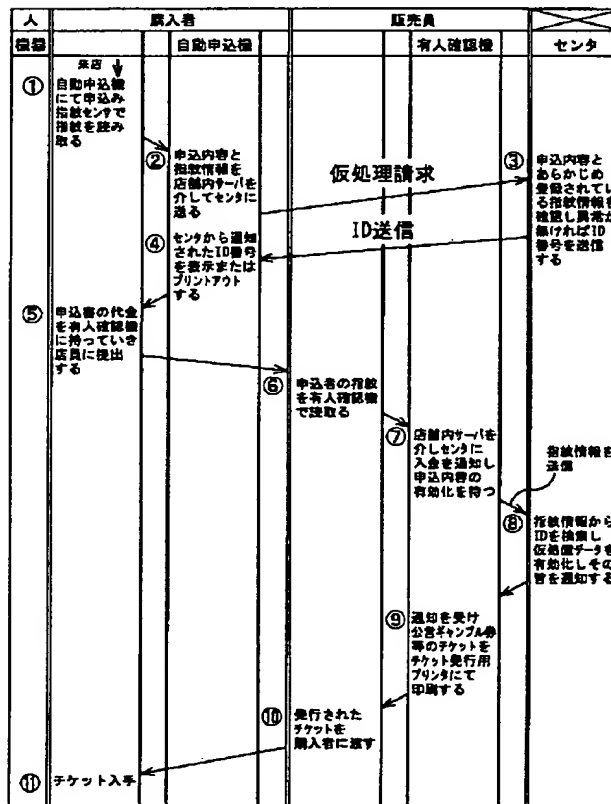 人 購入者 販売員
機器 自動申込機 有人確認機 センタ
来店
①
自動申込機
にて申込み
指紋センサで
指紋を読み
取る
②
申込内容と
指紋情報を
店舗内サーバを
介してセンタに
送る
仮処理請求
③
申込内容と
あらかじめ
登録されてい
る指紋情報を
確認し異常が
無ければID
番号を送信
する
ID送信
④
センタから通知
されたID番号
を表示または
プリントアウト
する
⑤
申込書の代金
を有人確認機
に持っていき
店員に提出
する
⑥
申込者の指紋
を有人確認機
で読取る
⑦
店舗内サーバを
介しセンタに
入金を通知し
申込内容の
有効化を待つ
指紋情報を
送信
⑧
指紋情報から
IDを検索し
仮処置データを
有効化しその
旨を通知する
⑨
通知を受け
公営ギャンブル券
等のチケットを
チケット発行用
プリンタにて
印刷する
⑩
発行された
チケットを
購入者に渡す
⑪
チケット入手